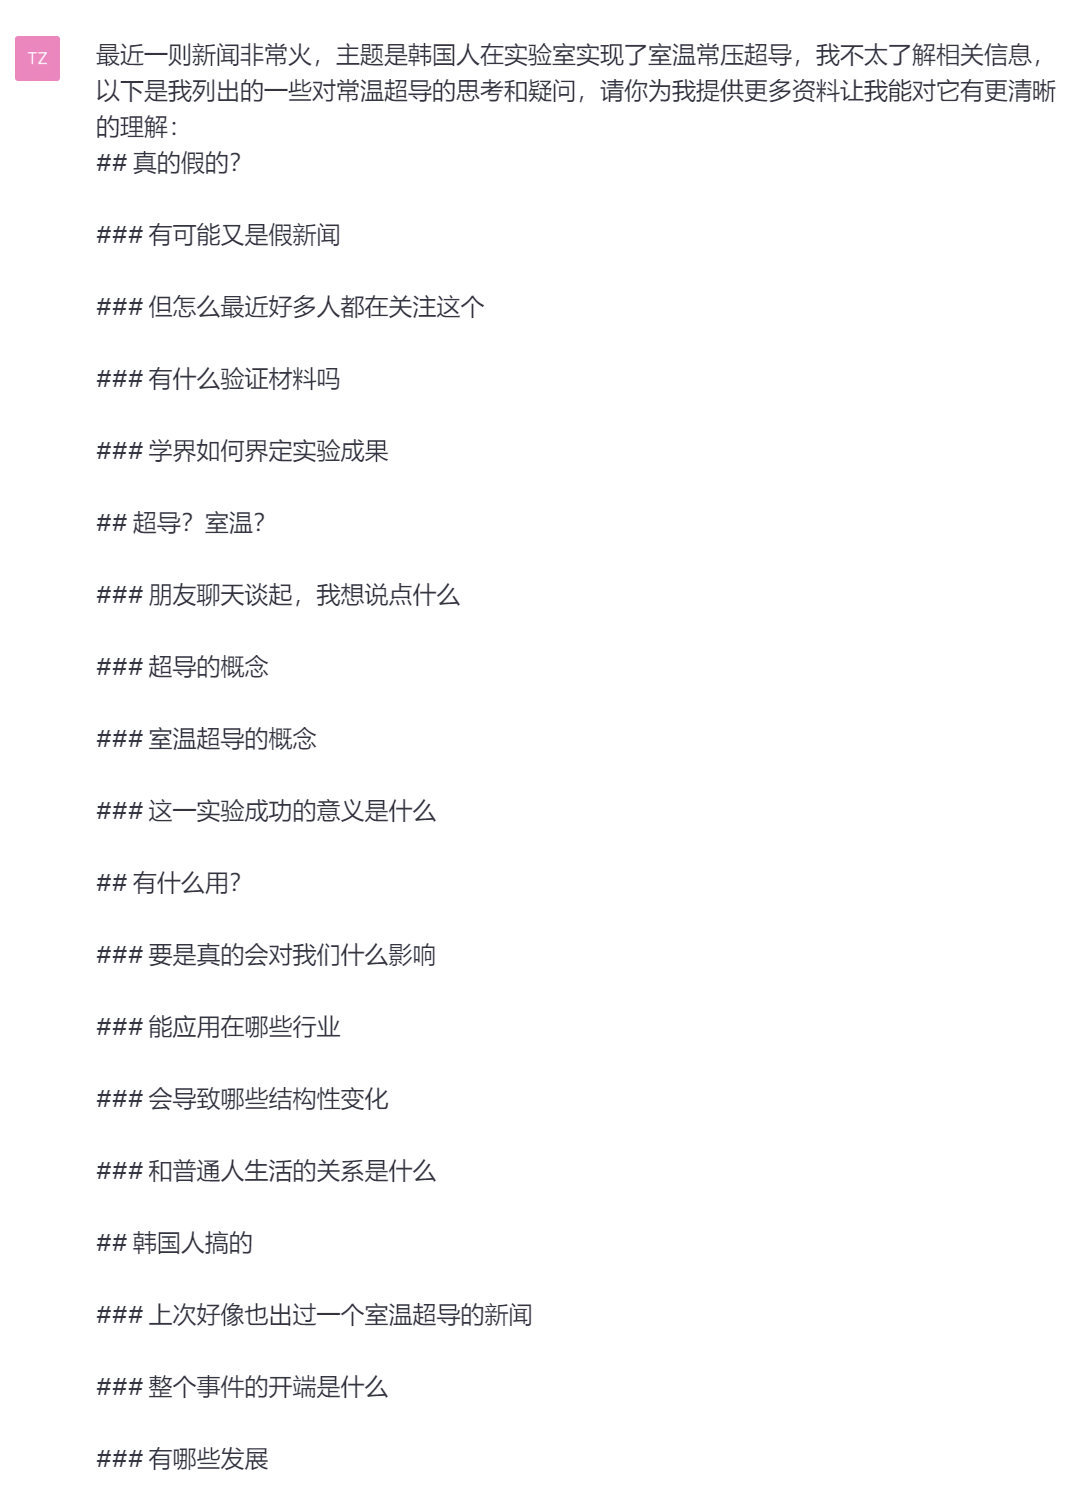 TZ
最近一则新闻非常火，主题是韩国人在实验室实现了室温常压超导，我不太了解相关信息，
以下是我列出的一些对常温超导的思考和疑问，请你为我提供更多资料让我能对它有更清晰
的理解：
## 真的假的？
### 有可能又是假新闻
### 但怎么最近好多人都在关注这个
### 有什么验证材料吗
### 学界如何界定实验成果
## 超导？室温？
### 朋友聊天谈起，我想说点什么
### 超导的概念
### 室温超导的概念
### 这一实验成功的意义是什么
## 有什么用？
### 要是真的会对我们什么影响
### 能应用在哪些行业
### 会导致哪些结构性变化
### 和普通人生活的关系是什么
## 韩国人搞的
### 上次好像也出过一个室温超导的新闻
### 整个事件的开端是什么
### 有哪些发展